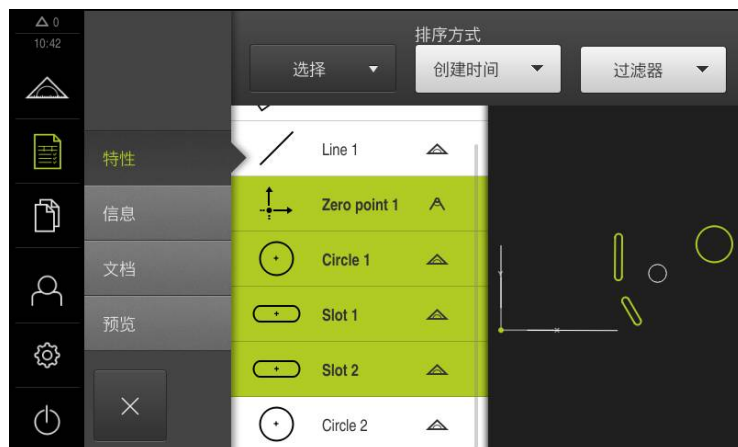 0
10:42
排序方式
选择
创建时间
过滤器
特性
信息
文档
预览
Line 1
Zero point 1
Circle 1
Slot 1
Slot 2
Circle 2